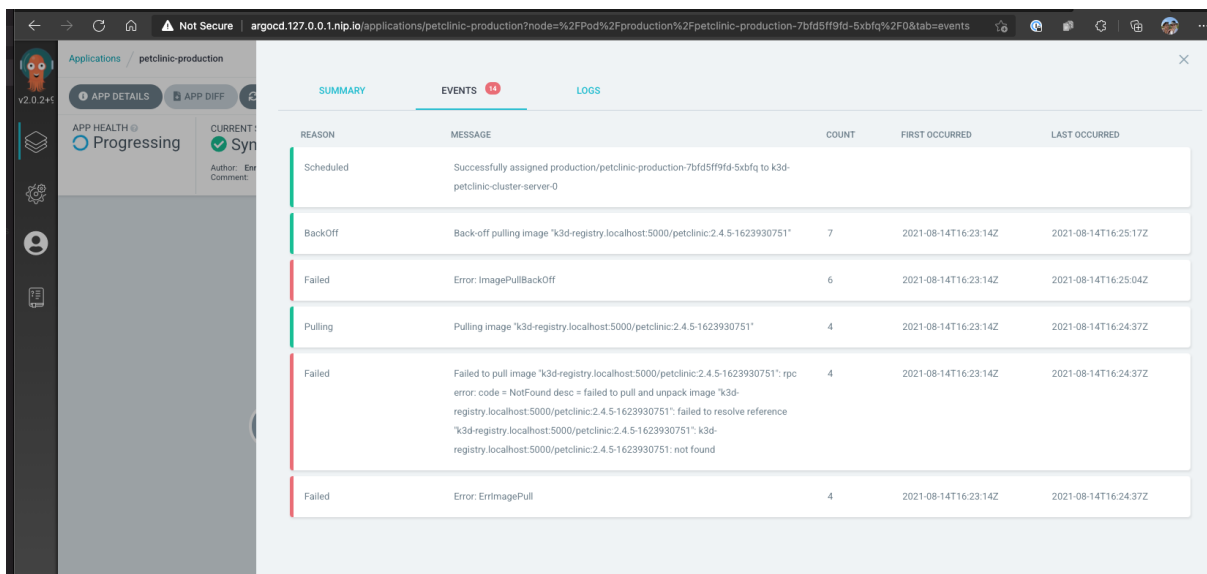 Not Secure
argocd.127.0.0.1.nip.io/applications/petclinic-production?node=%2FPod%2Fproduction%2Fpetclinic-production-7bfd5ff9fd-5xbfq%2F0&tab=events
v2.0.2+9
Applications / petclinic-production
APP DETAILS
APP DIFF
APP HEALTH
Progressing
CURRENT
Syn
Author:
Comment:
SUMMARY
EVENTS 14
LOGS
REASON MESSAGE COUNT FIRST OCCURRED LAST OCCURRED
Scheduled Successfully assigned production/petclinic-production-7bfd5ff9fd-5xbfq to k3d-
petclinic-cluster-server-0
BackOff Back-off pulling image "k3d-registry.localhost:5000/petclinic:2.4.5-1623930751" 7 2021-08-14T16:23:14Z 2021-08-14T16:25:17Z
Failed Error: ImagePullBackOff 6 2021-08-14T16:23:14Z 2021-08-14T16:25:04Z
Pulling Pulling image "k3d-registry.localhost:5000/petclinic:2.4.5-1623930751" 4 2021-08-14T16:23:14Z 2021-08-14T16:24:37Z
Failed Failed to pull image "k3d-registry.localhost:5000/petclinic:2.4.5-1623930751": rpc 4 2021-08-14T16:23:14Z 2021-08-14T16:24:37Z
error: code = NotFound desc = failed to pull and unpack image "k3d-
registry.localhost:5000/petclinic:2.4.5-1623930751": failed to resolve reference
"k3d-registry.localhost:5000/petclinic:2.4.5-1623930751": k3d-
registry.localhost:5000/petclinic:2.4.5-1623930751: not found
Failed Error: ErrImagePull 4 2021-08-14T16:23:14Z 2021-08-14T16:24:37Z